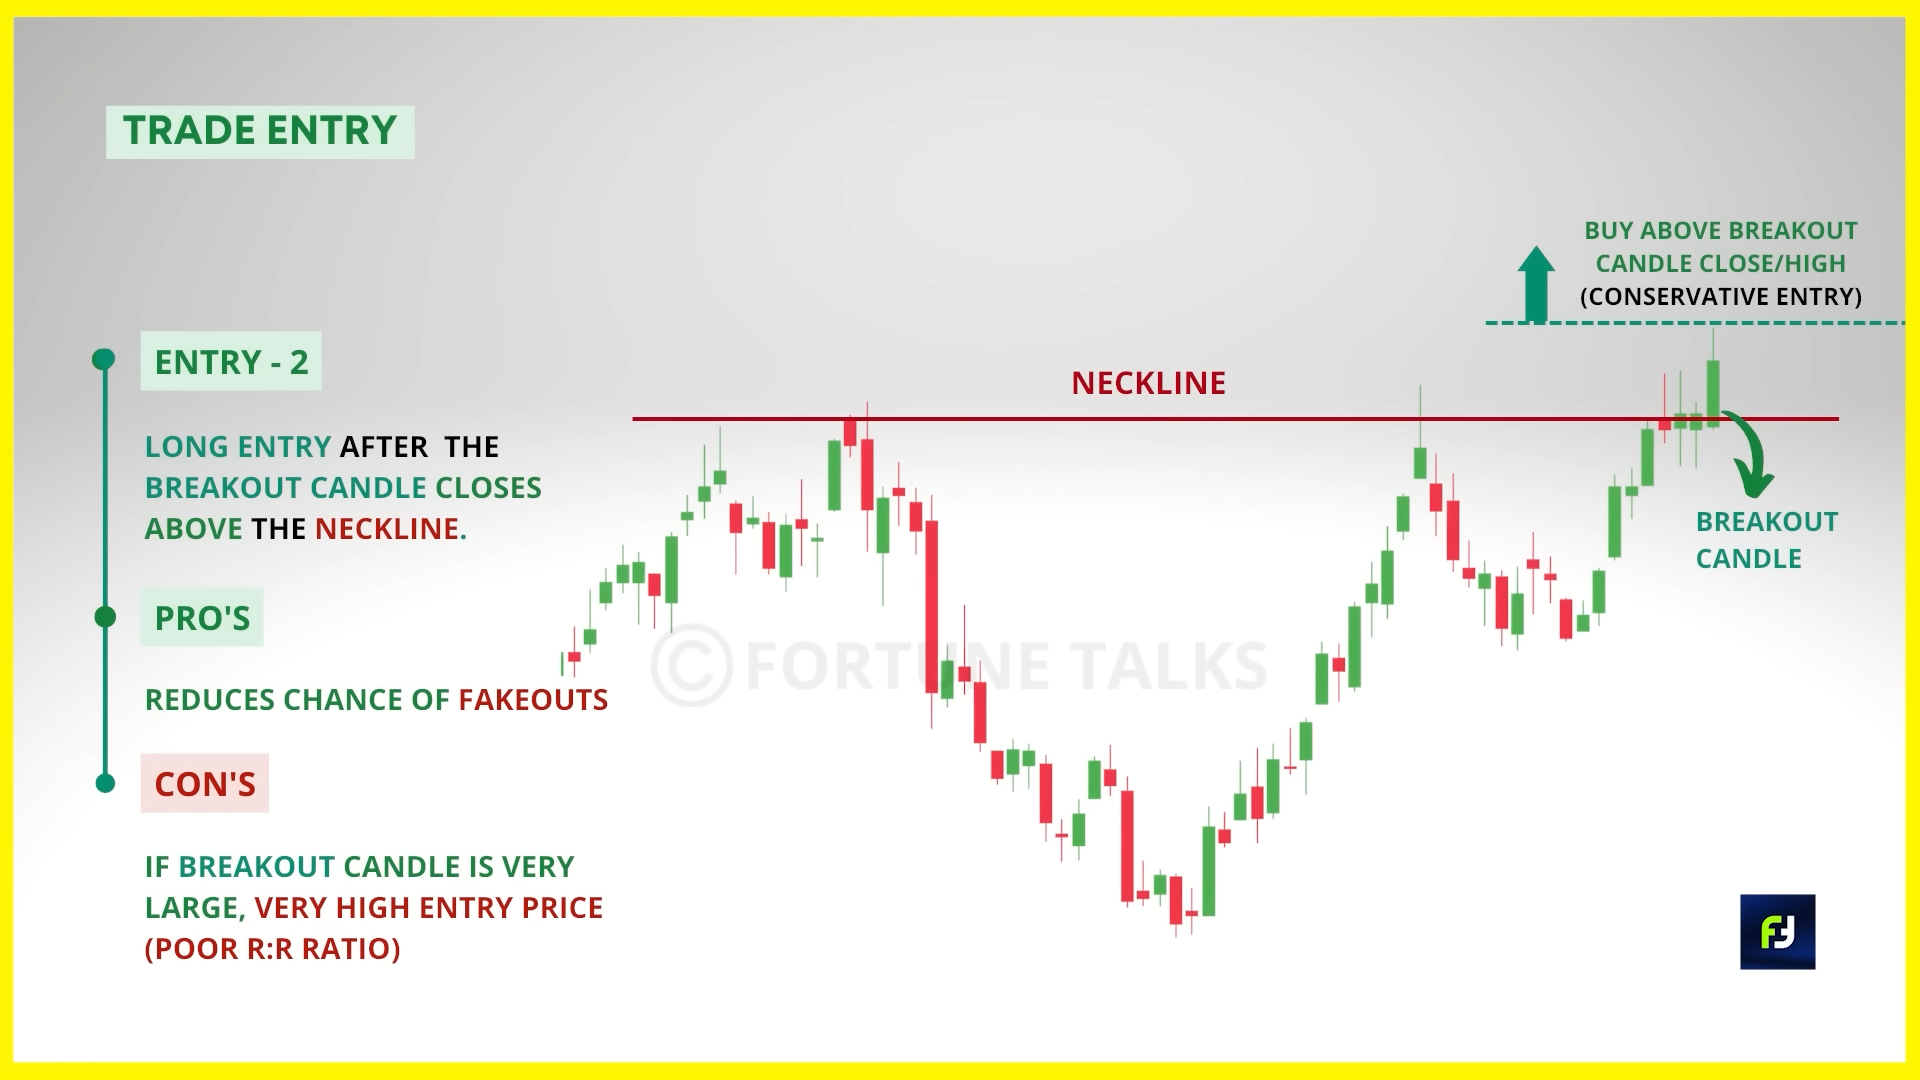 TRADE ENTRY
BUY ABOVE BREAKOUT
CANDLE CLOSE/HIGH
(CONSERVATIVE ENTRY)
ENTRY - 2
NECKLINE
LONG ENTRY AFTER THE
BREAKOUT CANDLE CLOSES
ABOVE THE NECKLINE.
BREAKOUT
CANDLE
PRO'S
© FORTUNE TALKS
REDUCES CHANCE OF FAKEOUTS
CON'S
IF BREAKOUT CANDLE IS VERY
LARGE, VERY HIGH ENTRY PRICE
(POOR R:R RATIO)